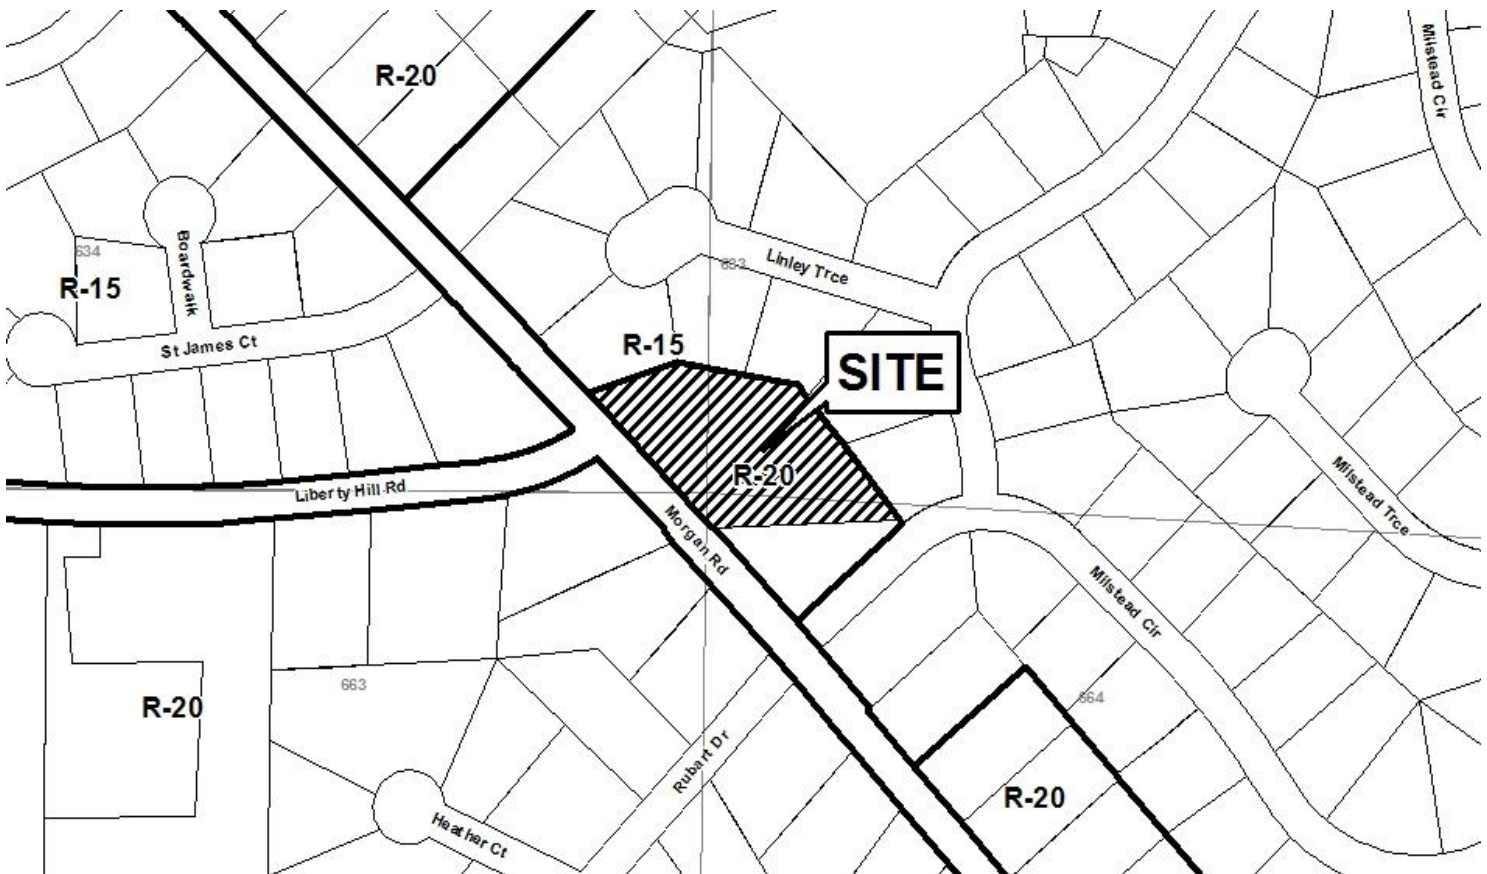 Milstead Cir
R-20
Boardwalk
634
Linley Trce
633
R-15
St James Ct
R-15
SITE
R-20
Liberty Hill Rd
Milstead Trce
Morgan Rd
Milstead Cir
663
664
R-20
Rubart Dr
R-20
Heather Ct